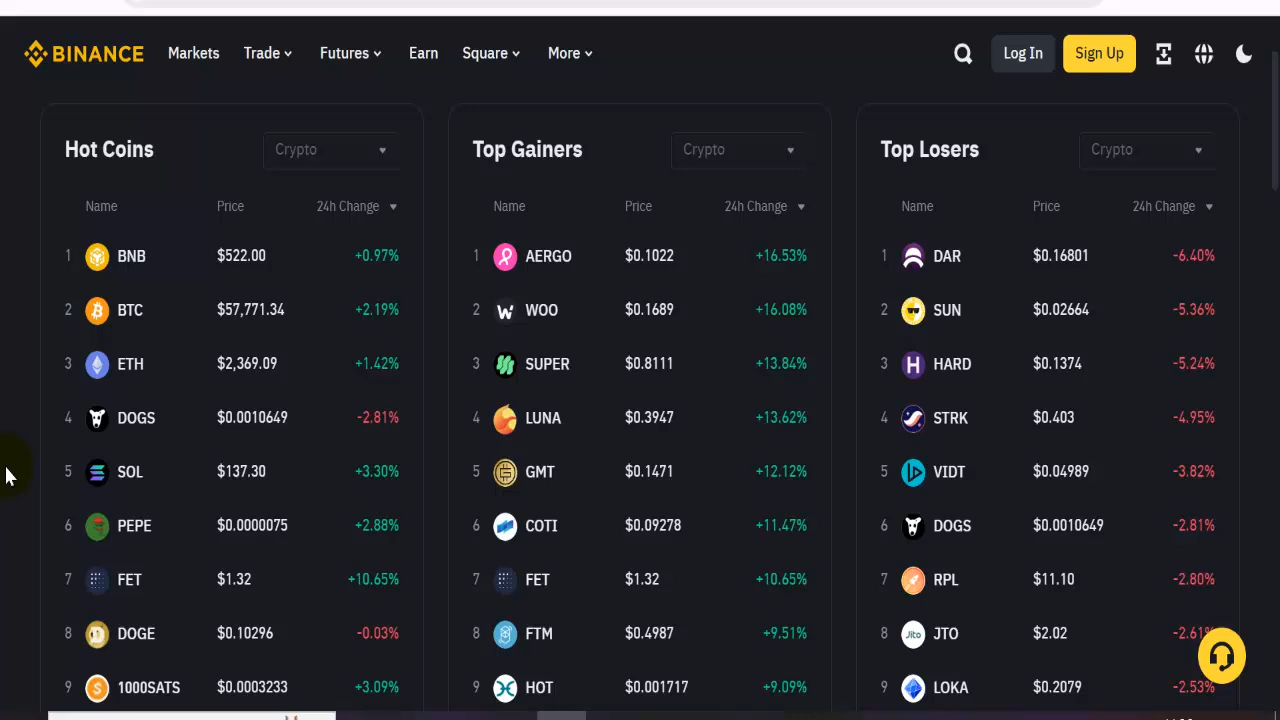 BINANCE Markets Trade Futures Earn Square More Log In Sign Up
Hot Coins Crypto
Name Price 24h Change
1 BNB $522.00 +0.97%
2 BTC $57,771.34 +2.19%
3 ETH $2,369.09 +1.42%
4 DOGS $0.0010649 -2.81%
5 SOL $137.30 +3.30%
6 PEPE $0.0000075 +2.88%
7 FET $1.32 +10.65%
8 DOGE $0.10296 -0.03%
9 1000SATS $0.0003233 +3.09%
Top Gainers Crypto
Name Price 24h Change
1 AERGO $0.1022 +16.53%
2 WOO $0.1689 +16.08%
3 SUPER $0.8111 +13.84%
4 LUNA $0.3947 +13.62%
5 GMT $0.1471 +12.12%
6 COTI $0.09278 +11.47%
7 FET $1.32 +10.65%
8 FTM $0.4987 +9.51%
9 HOT $0.001717 +9.09%
Top Losers Crypto
Name Price 24h Change
1 DAR $0.16801 -6.40%
2 SUN $0.02664 -5.36%
3 HARD $0.1374 -5.24%
4 STRK $0.403 -4.95%
5 VIDT $0.04989 -3.82%
6 DOGS $0.0010649 -2.81%
7 RPL $11.10 -2.80%
8 Jito JTO $2.02 -2.61%
9 LOKA $0.2079 -2.53%